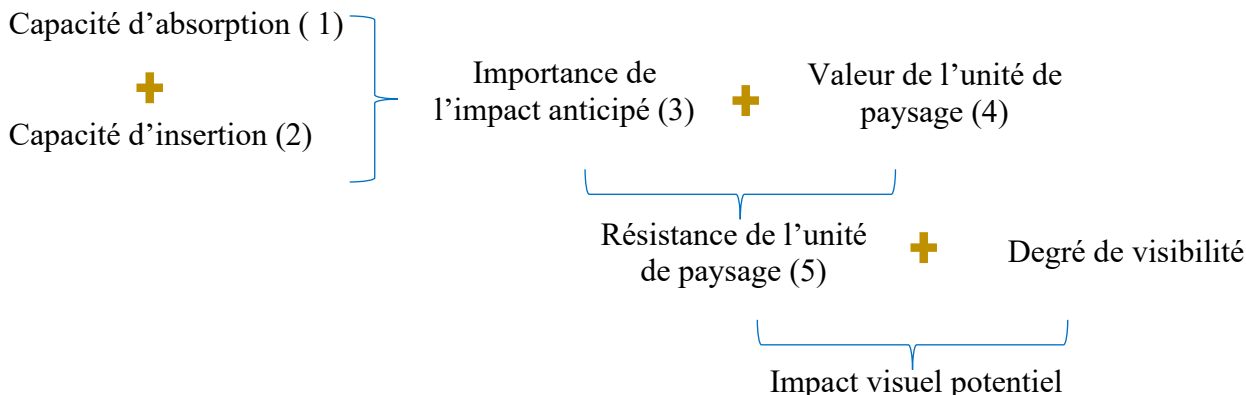 Capacité d’absorption ( 1)
Capacité d’insertion (2)
Importance de
l’impact anticipé (3)
Valeur de l’unité de
paysage (4)
Résistance de l’unité
de paysage (5)
Degré de visibilité
Impact visuel potentiel